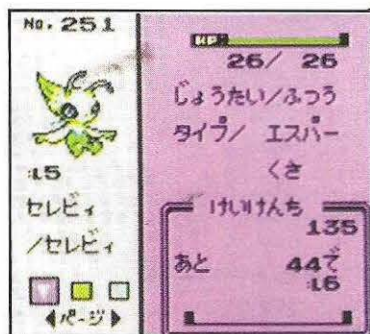 No.251
HP
26/ 26
じょうたい/ふつう
タイプ/ エスパー
くさ
:L5
セレビィ
/セレビィ
けいけんち
135
あと 44で
:L6
◀ページ▶